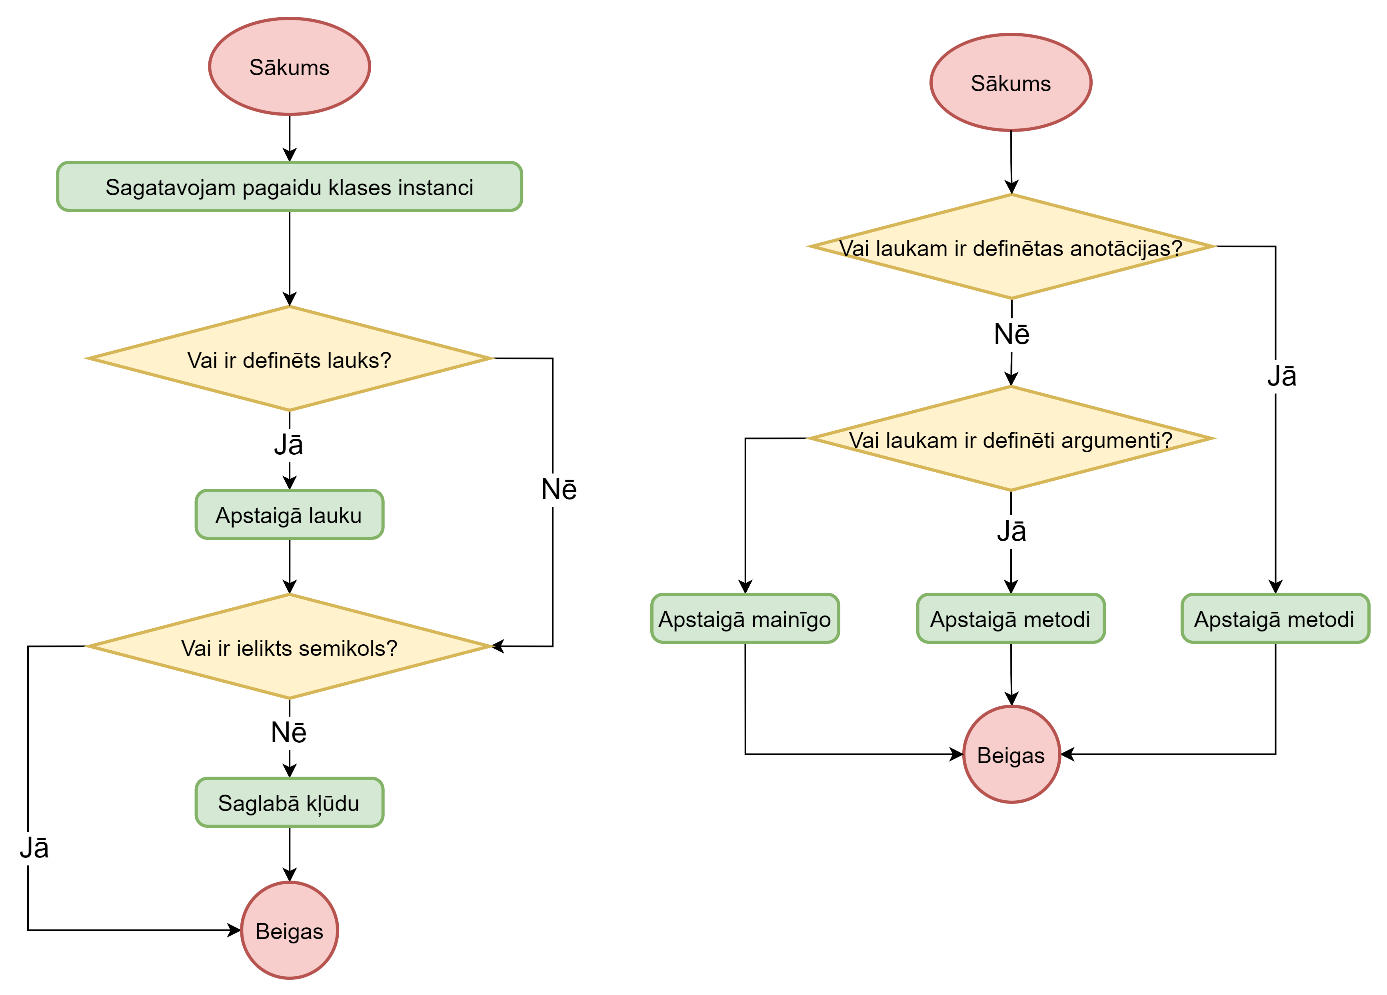 Sākums
Sagatavojam pagaidu klases instanci
Vai ir definēts lauks?
Jā
Nē
Apstaigā lauku
Vai ir ielikts semikols?
Nē
Saglabā kļūdu
Jā
Beigas
Sākums
Vai laukam ir definētas anotācijas?
Nē
Jā
Vai laukam ir definēti argumenti?
Jā
Apstaigā mainīgo
Apstaigā metodi
Apstaigā metodi
Beigas